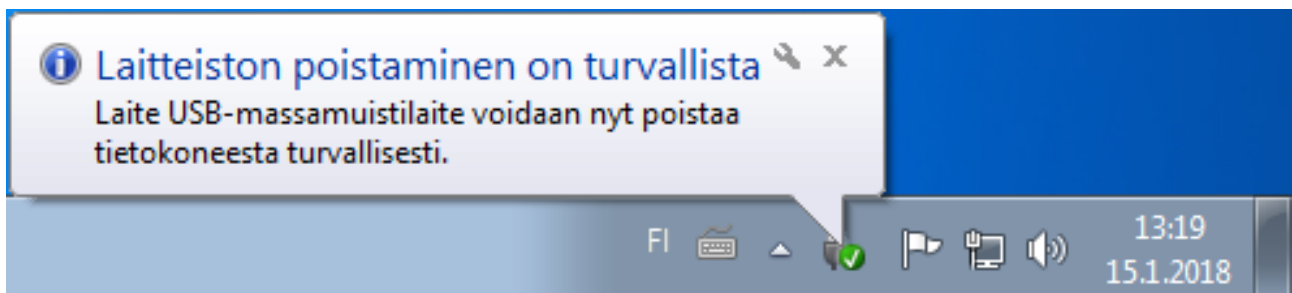 Laitteiston poistaminen on turvallista
Laite USB-massamuistilaite voidaan nyt poistaa
tietokoneesta turvallisesti.
FI
13:19
15.1.2018